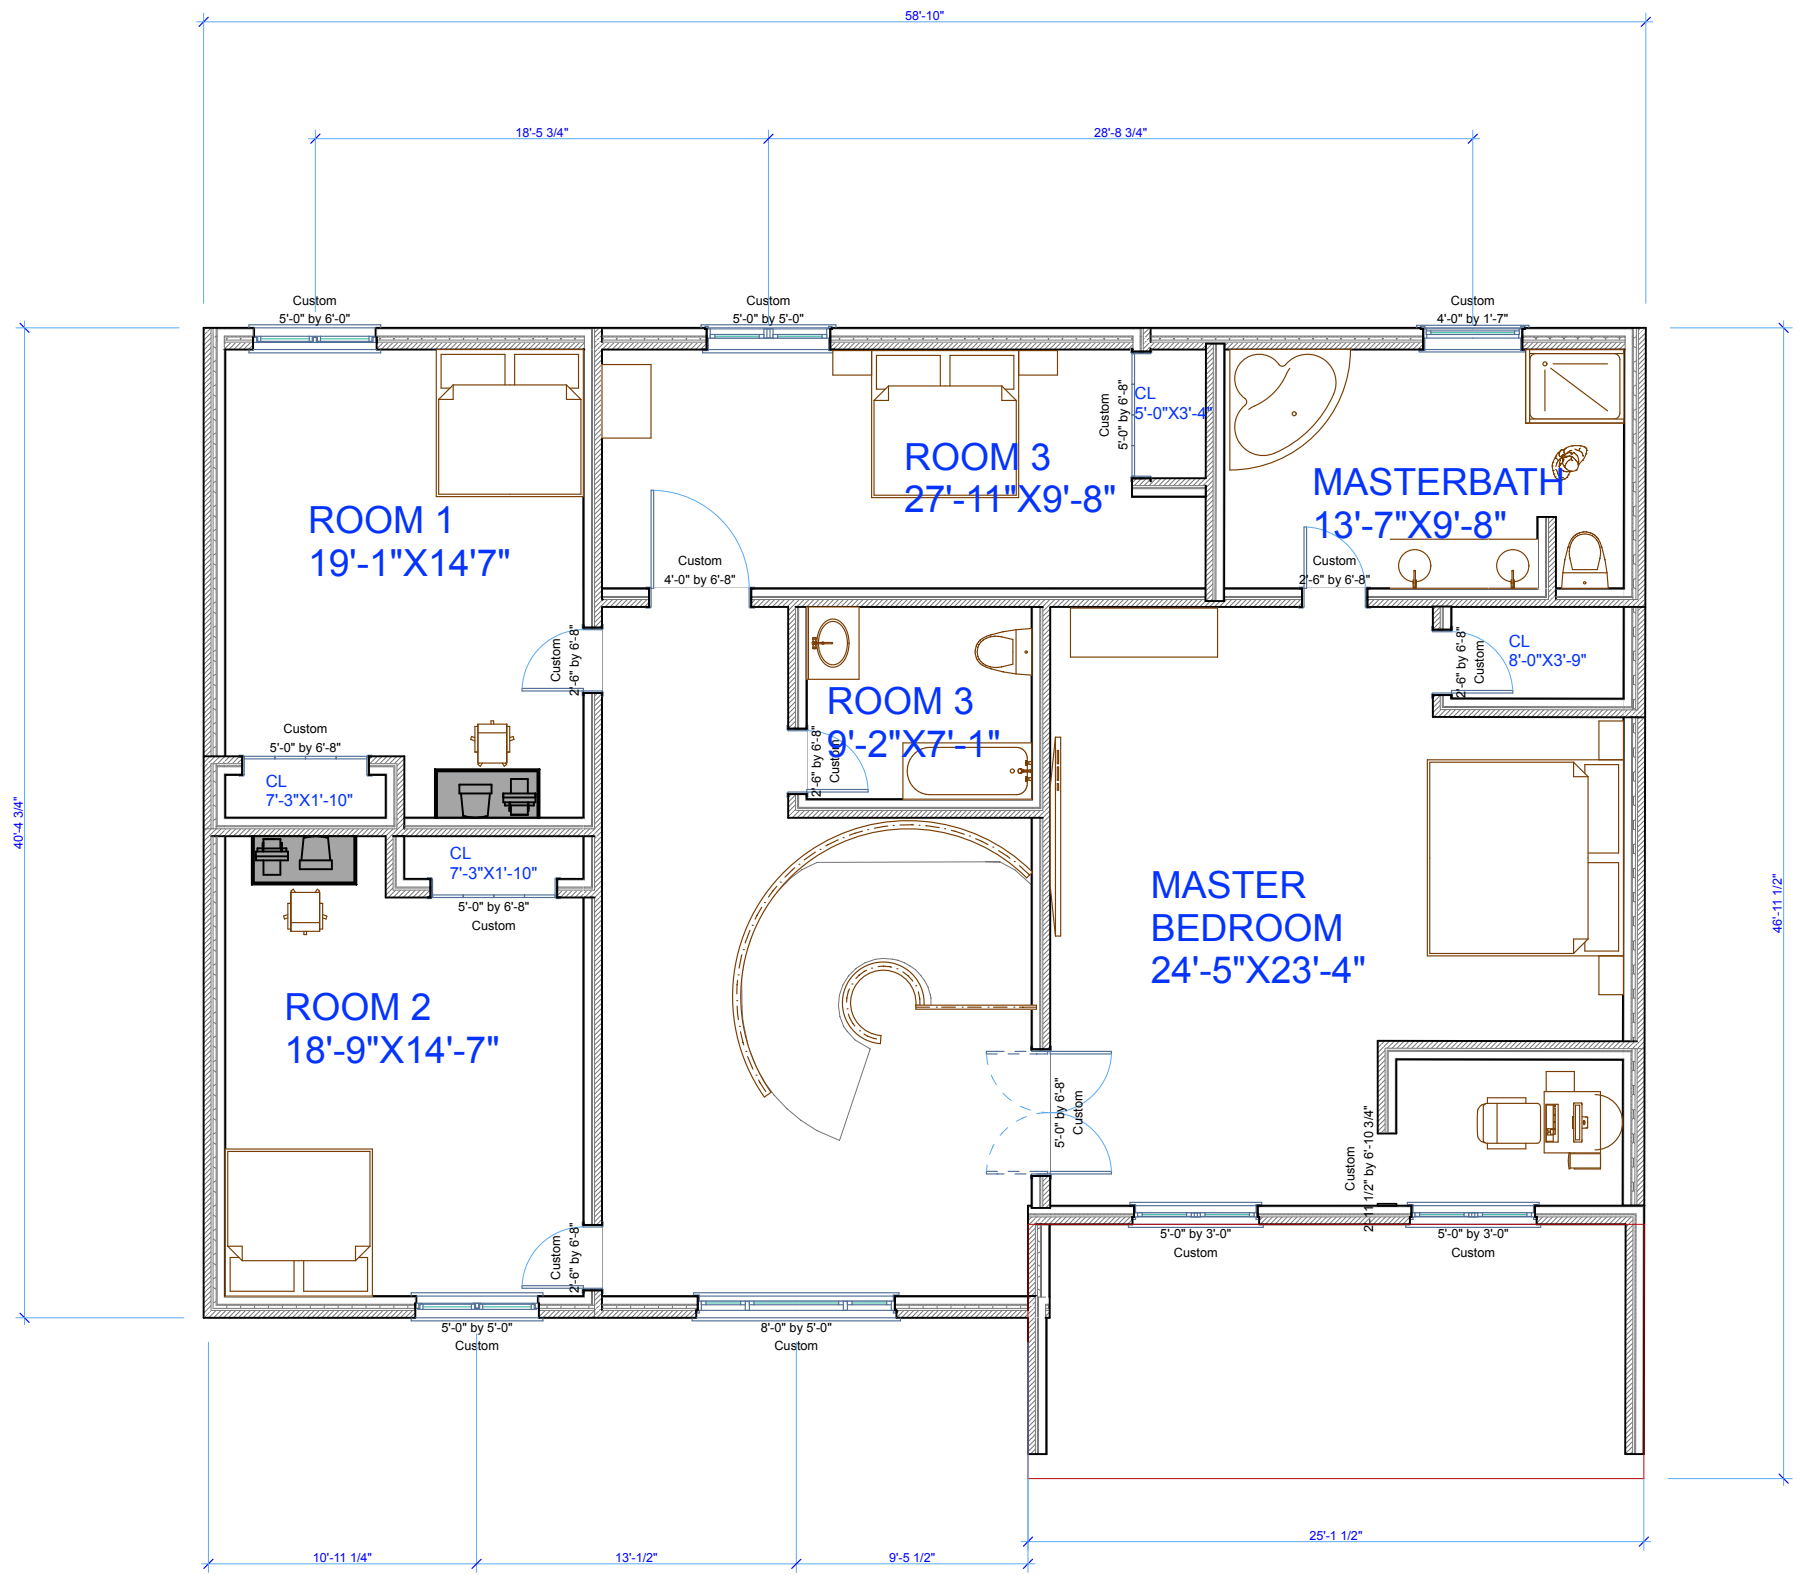 58'-10"
18'-5 3/4"
28'-8 3/4"
Custom
5'-0" by 6'-0"
Custom
5'-0" by 5'-0"
Custom
4'-0" by 1'-7"
Custom
5'-0" by 6'-8"
CL
5'-0"X3'-4"
ROOM 3
27'-11"X9'-8"
MASTERBATH
13'-7"X9'-8"
ROOM 1
19'-1"X14'7"
Custom
4'-0" by 6'-8"
Custom
2'-6" by 6'-8"
Custom
2'-6" by 6'-8"
2'-6" by 6'-8"
Custom
CL
8'-0"X3'-9"
ROOM 3
9'-2"X7'-1"
2'-6" by 6'-8"
Custom
Custom
5'-0" by 6'-8"
CL
7'-3"X1'-10"
40'-4 3/4"
CL
7'-3"X1'-10"
5'-0" by 6'-8"
Custom
MASTER
BEDROOM
24'-5"X23'-4"
46'-11 1/2"
ROOM 2
18'-9"X14'-7"
5'-0" by 6'-8"
Custom
Custom
2'-11 1/2" by 6'-10 3/4"
Custom
2'-6" by 6'-8"
5'-0" by 3'-0"
Custom
5'-0" by 3'-0"
Custom
5'-0" by 5'-0"
Custom
8'-0" by 5'-0"
Custom
25'-1 1/2"
10'-11 1/4"
13'-1/2"
9'-5 1/2"